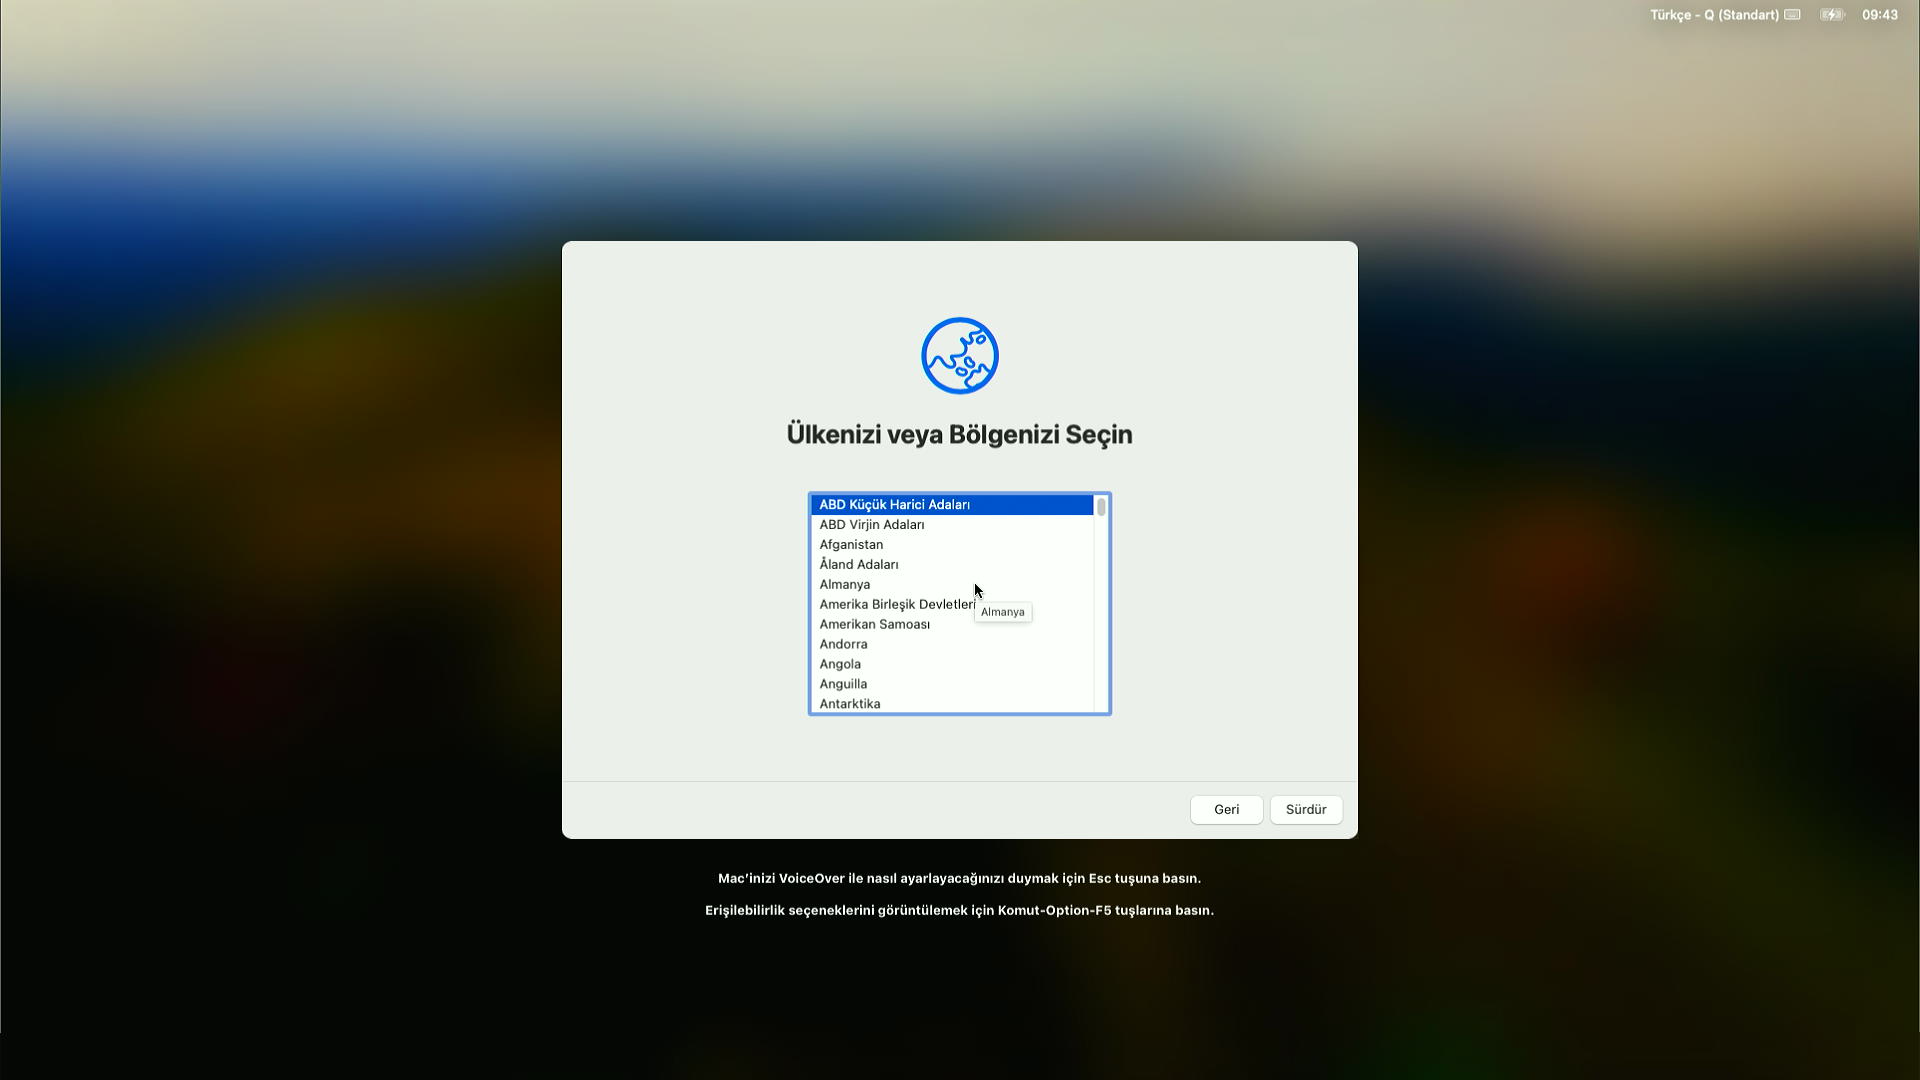 Türkçe - Q (Standart) 09:43
Ülkenizi veya Bölgenizi Seçin
ABD Küçük Harici Adaları
ABD Virjin Adaları
Afganistan
Åland Adaları
Almanya
Amerika Birleşik Devletleri
Almanya
Amerikan Samoası
Andorra
Angola
Anguilla
Antarktika
Geri Sürdür
Mac'inizi VoiceOver ile nasıl ayarlayacağınızı duymak için Esc tuşuna basın.
Erişilebilirlik seçeneklerini görüntülemek için Komut-Option-F5 tuşlarına basın.